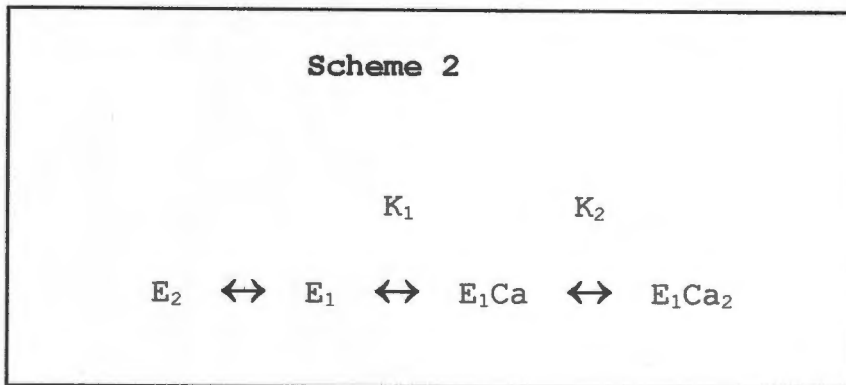 Scheme 2
K₁ K₂
E₂ ↔ E₁ ↔ E₁Ca ↔ E₁Ca₂